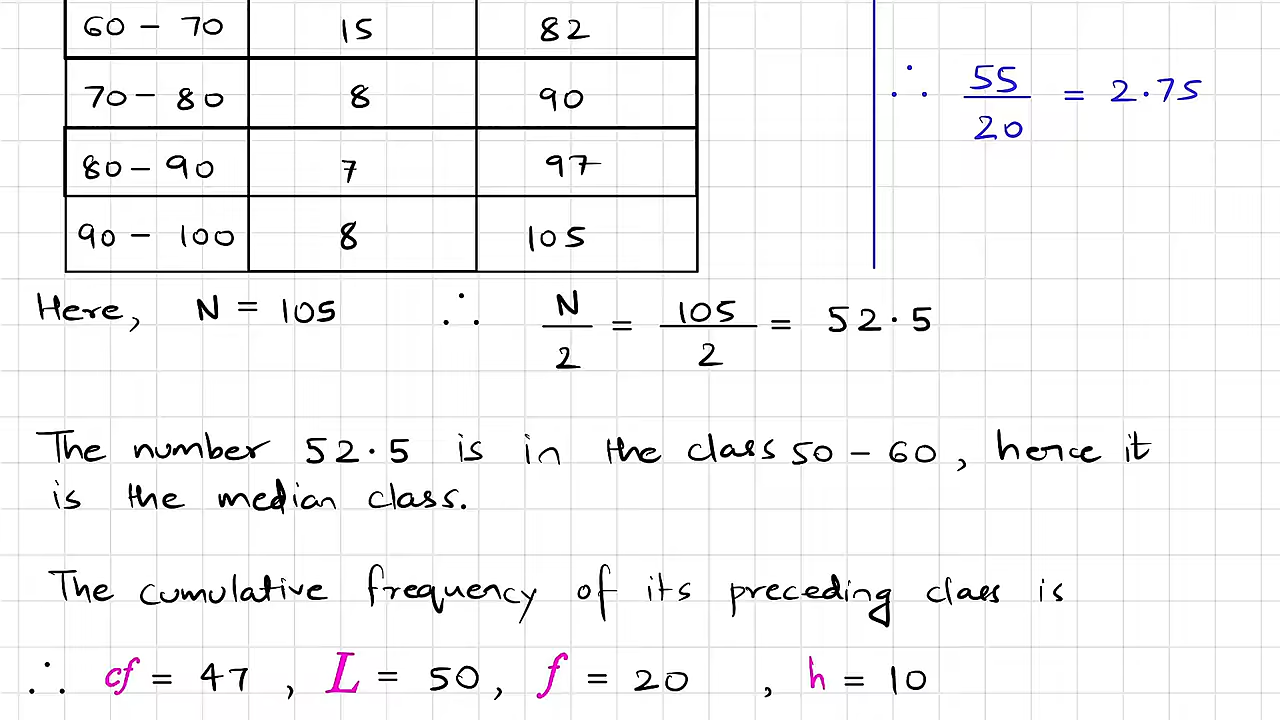 60 - 70 15 82
70 - 80 8 90
80 - 90 7 97
90 - 100 8 105
∴ 55/20 = 2.75
Here, N = 105 ∴ N/2 = 105/2 = 52.5
The number 52.5 is in the class 50 - 60, hence it
is the median class.
The cumulative frequency of its preceding class is
∴ cf = 47, L = 50, f = 20, h = 10